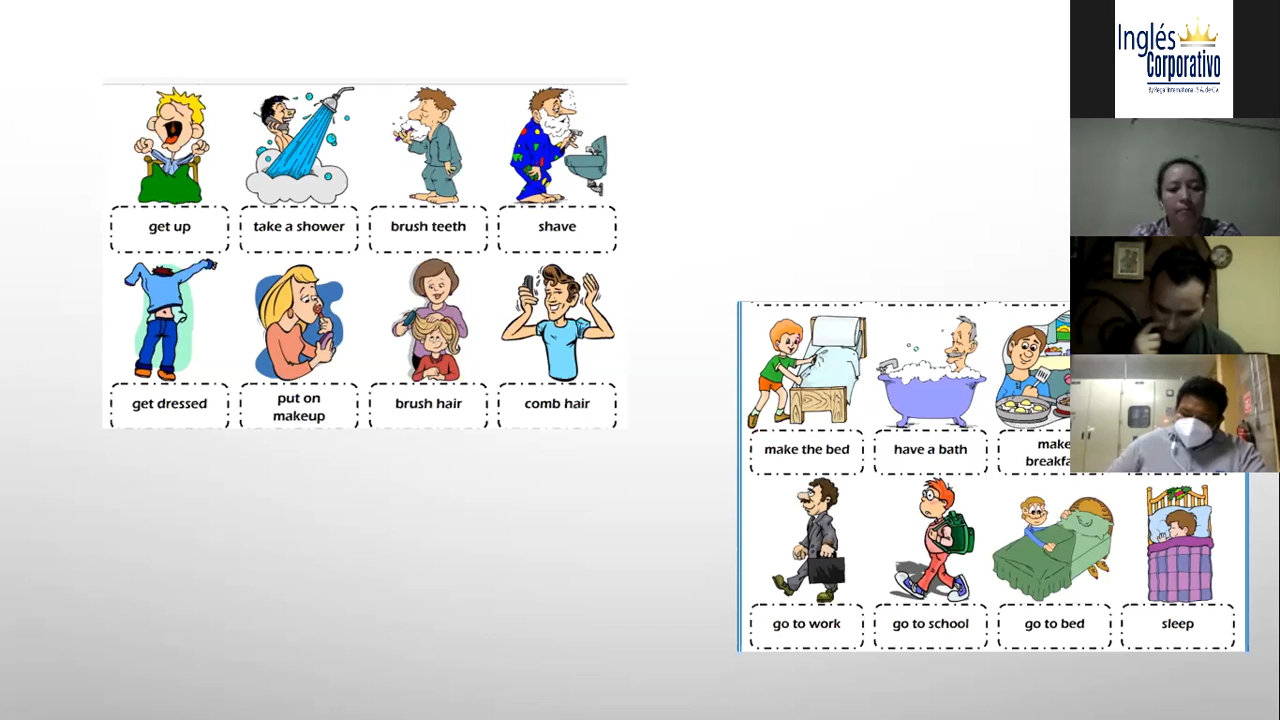 get up
take a shower
brush teeth
shave
get dressed
put on
makeup
brush hair
comb hair
make the bed
have a bath
make
go to work
go to school
go to bed
sleep
Inglés
Corporativo